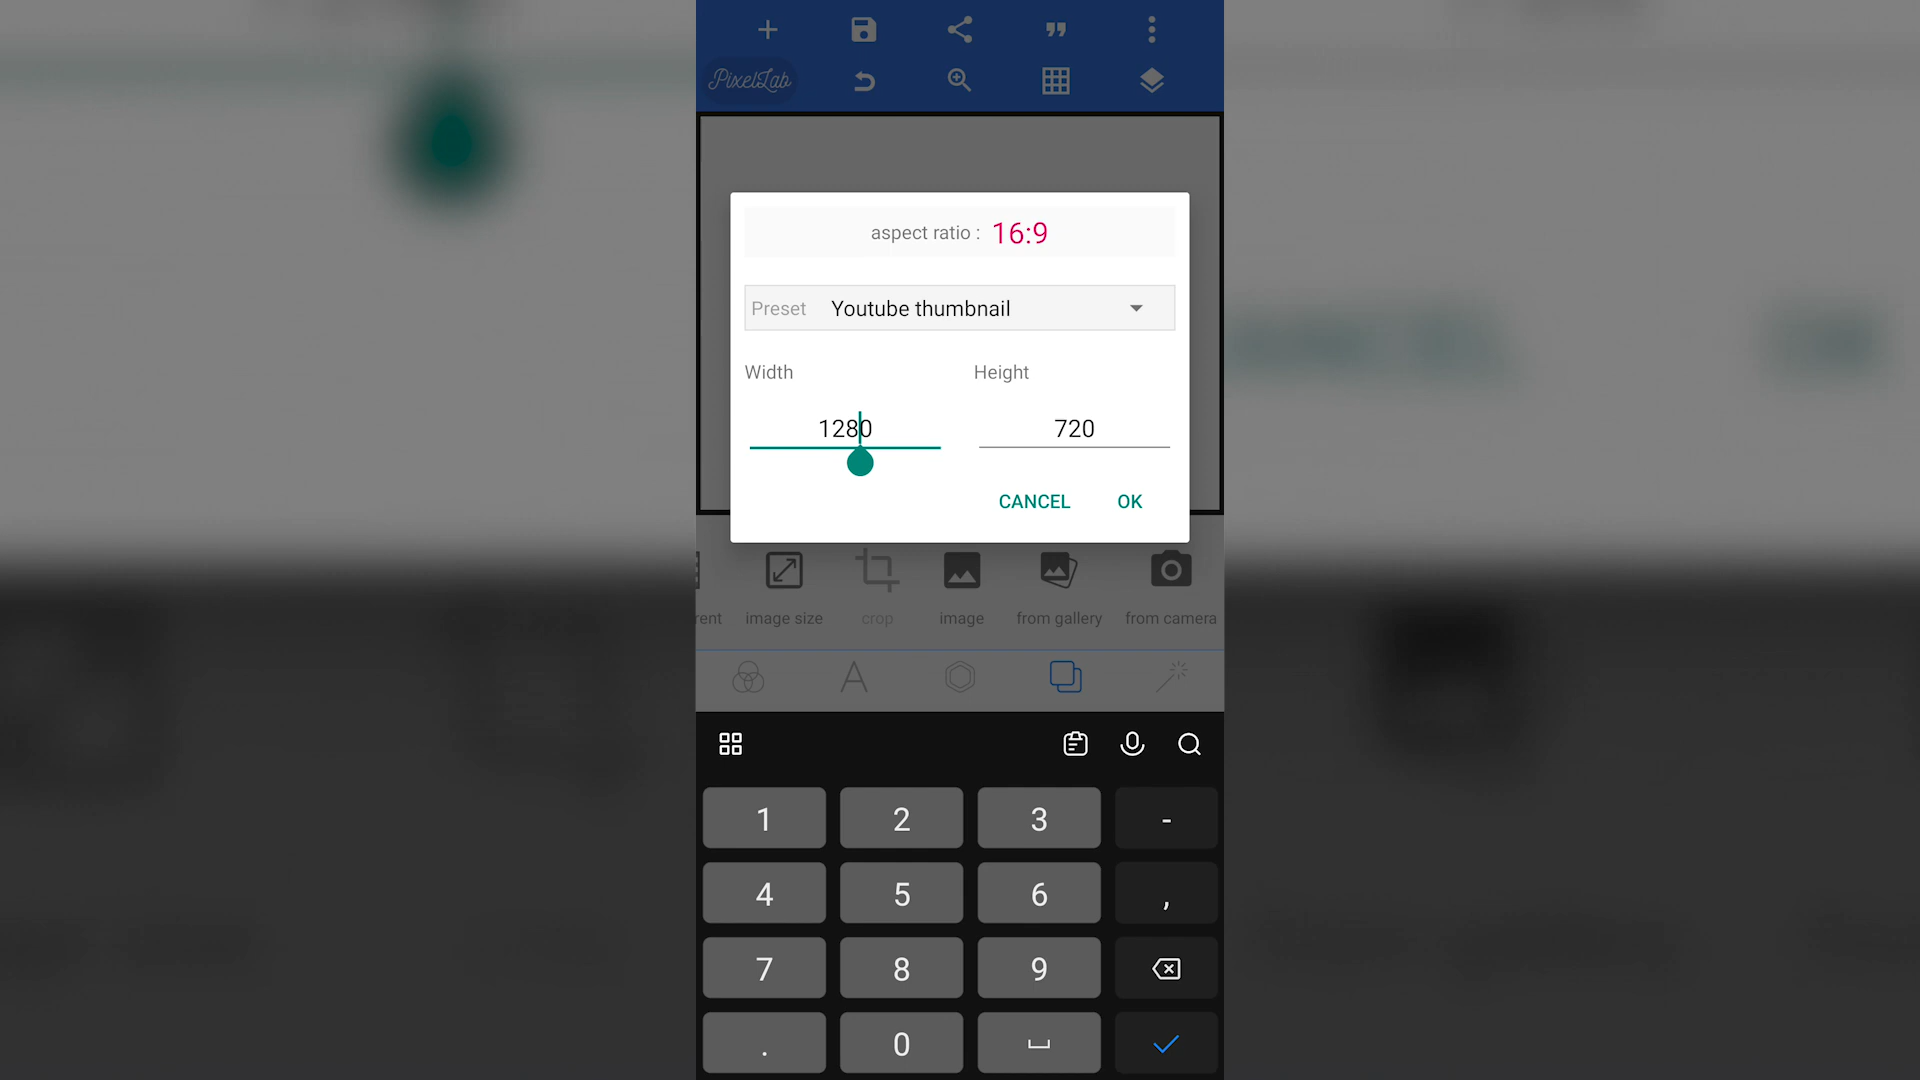 PixelLab
aspect ratio : 16:9
Preset Youtube thumbnail
Width Height
1280 720
CANCEL OK
rent image size crop image from gallery from camera
1 2 3 -
4 5 6 ,
7 8 9
. 0